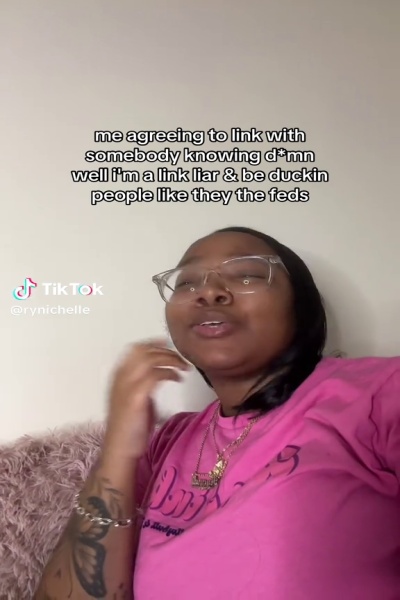 me agreeing to link with
somebody knowing d*mn
well i'm a link liar & be duckin
people like they the feds
TikTok
@rynichelle